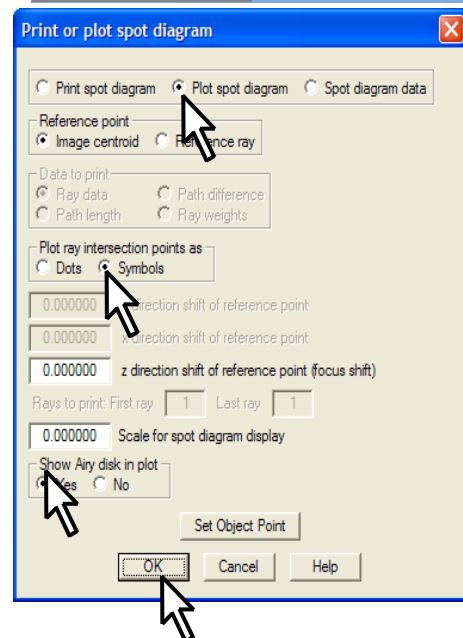 Print or plot spot diagram
Print spot diagram Plot spot diagram Spot diagram data
Reference point
Image centroid Reference ray
Data to print
Ray data Path difference
Path length Ray weights
Plot ray intersection points as
Dots Symbols
0.000000 direction shift of reference point
0.000000 x direction shift of reference point
0.000000 z direction shift of reference point (focus shift)
Rays to print: First ray 1 Last ray 1
0.000000 Scale for spot diagram display
Show Airy disk in plot
Yes No
Set Object Point
OK Cancel Help